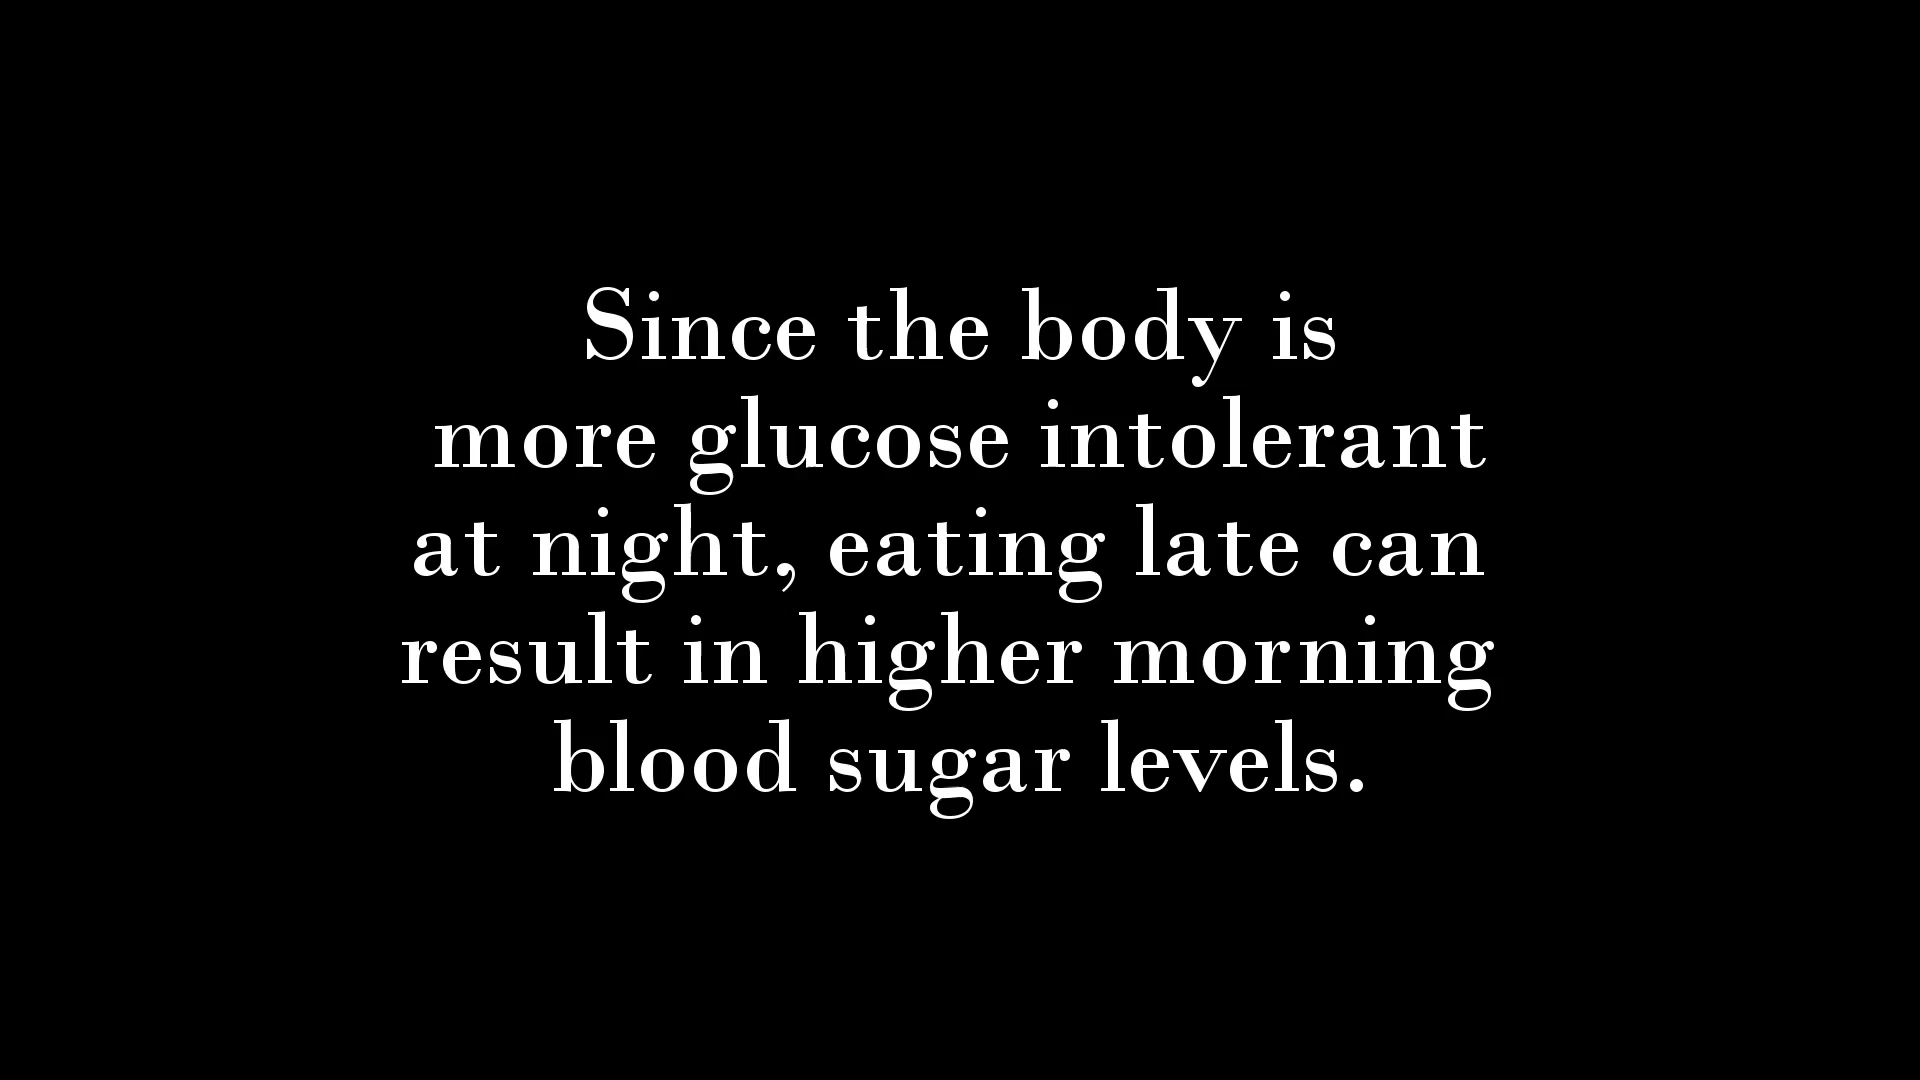 Since the body is
more glucose intolerant
at night, eating late can
result in higher morning
blood sugar levels.